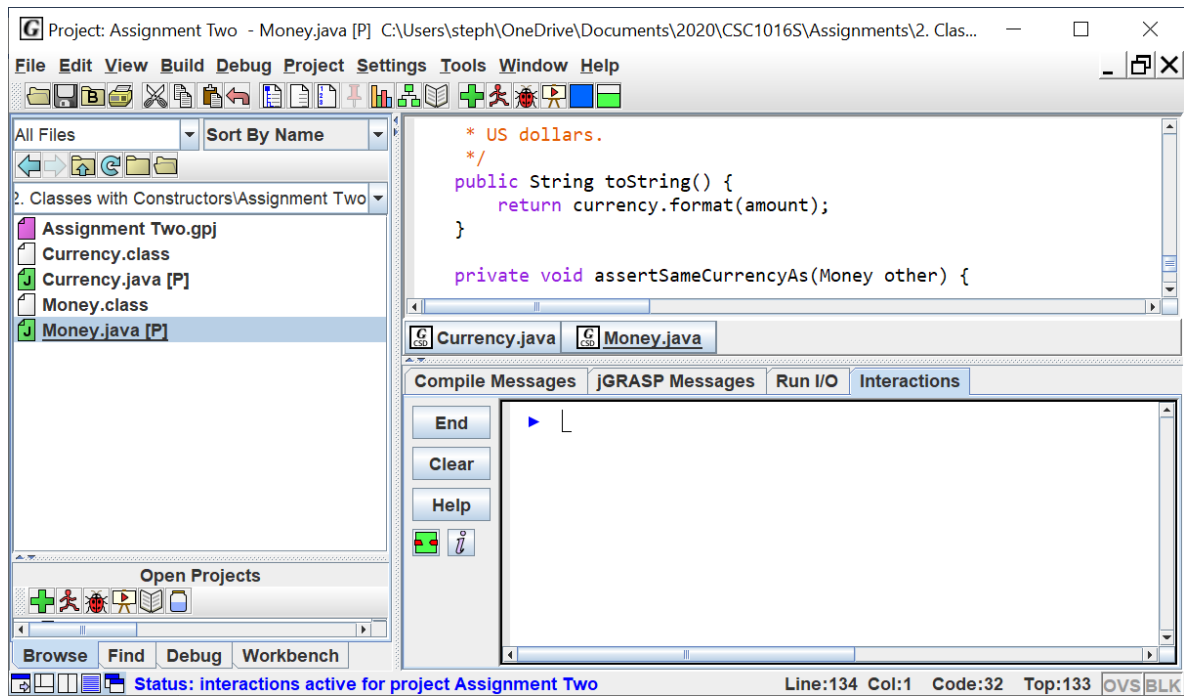 Project: Assignment Two - Money.java [P] C:\Users\steph\OneDrive\Documents\2020\CSC1016S\Assignments\2. Clas...
File Edit View Build Debug Project Settings Tools Window Help
All Files
Sort By Name
2. Classes with Constructors\Assignment Two
Assignment Two.gpj
Currency.class
Currency.java [P]
Money.class
Money.java [P]
Open Projects
Browse Find Debug Workbench
* US dollars.
*/
public String toString() {
return currency.format(amount);
}
private void assertSameCurrencyAs(Money other) {
Currency.java Money.java
Compile Messages jGRASP Messages Run I/O Interactions
End
Clear
Help
Status: interactions active for project Assignment Two
Line:134 Col:1 Code:32 Top:133 OVS BLK